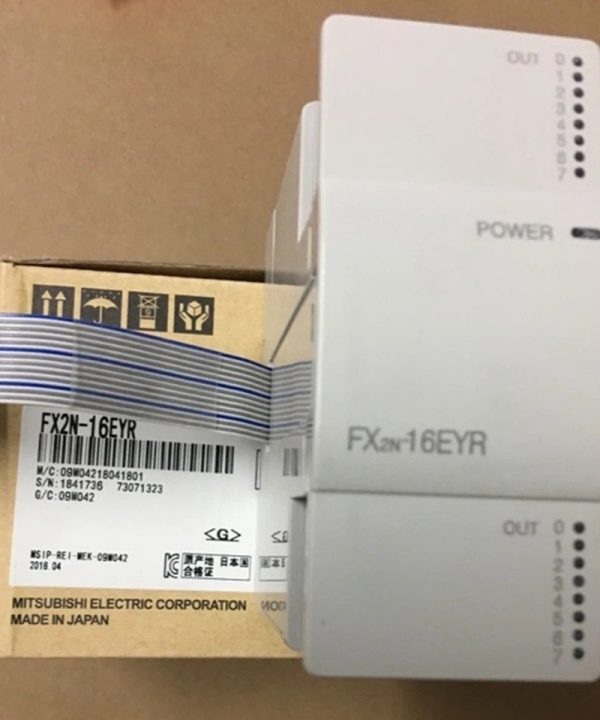 OUT 0
1
2
3
4
5
6
7
POWER
FX2N-16EYR
OUT 0
1
2
3
4
5
6
7
FX2N-16EYR
M/C:09M04218041801
S/N:1841736 73071323
G/C:09M042
<G>
MSIP-REI-MEK-09M042
2018.04
原产地 日本国
合格证
MITSUBISHI ELECTRIC CORPORATION
MADE IN JAPAN